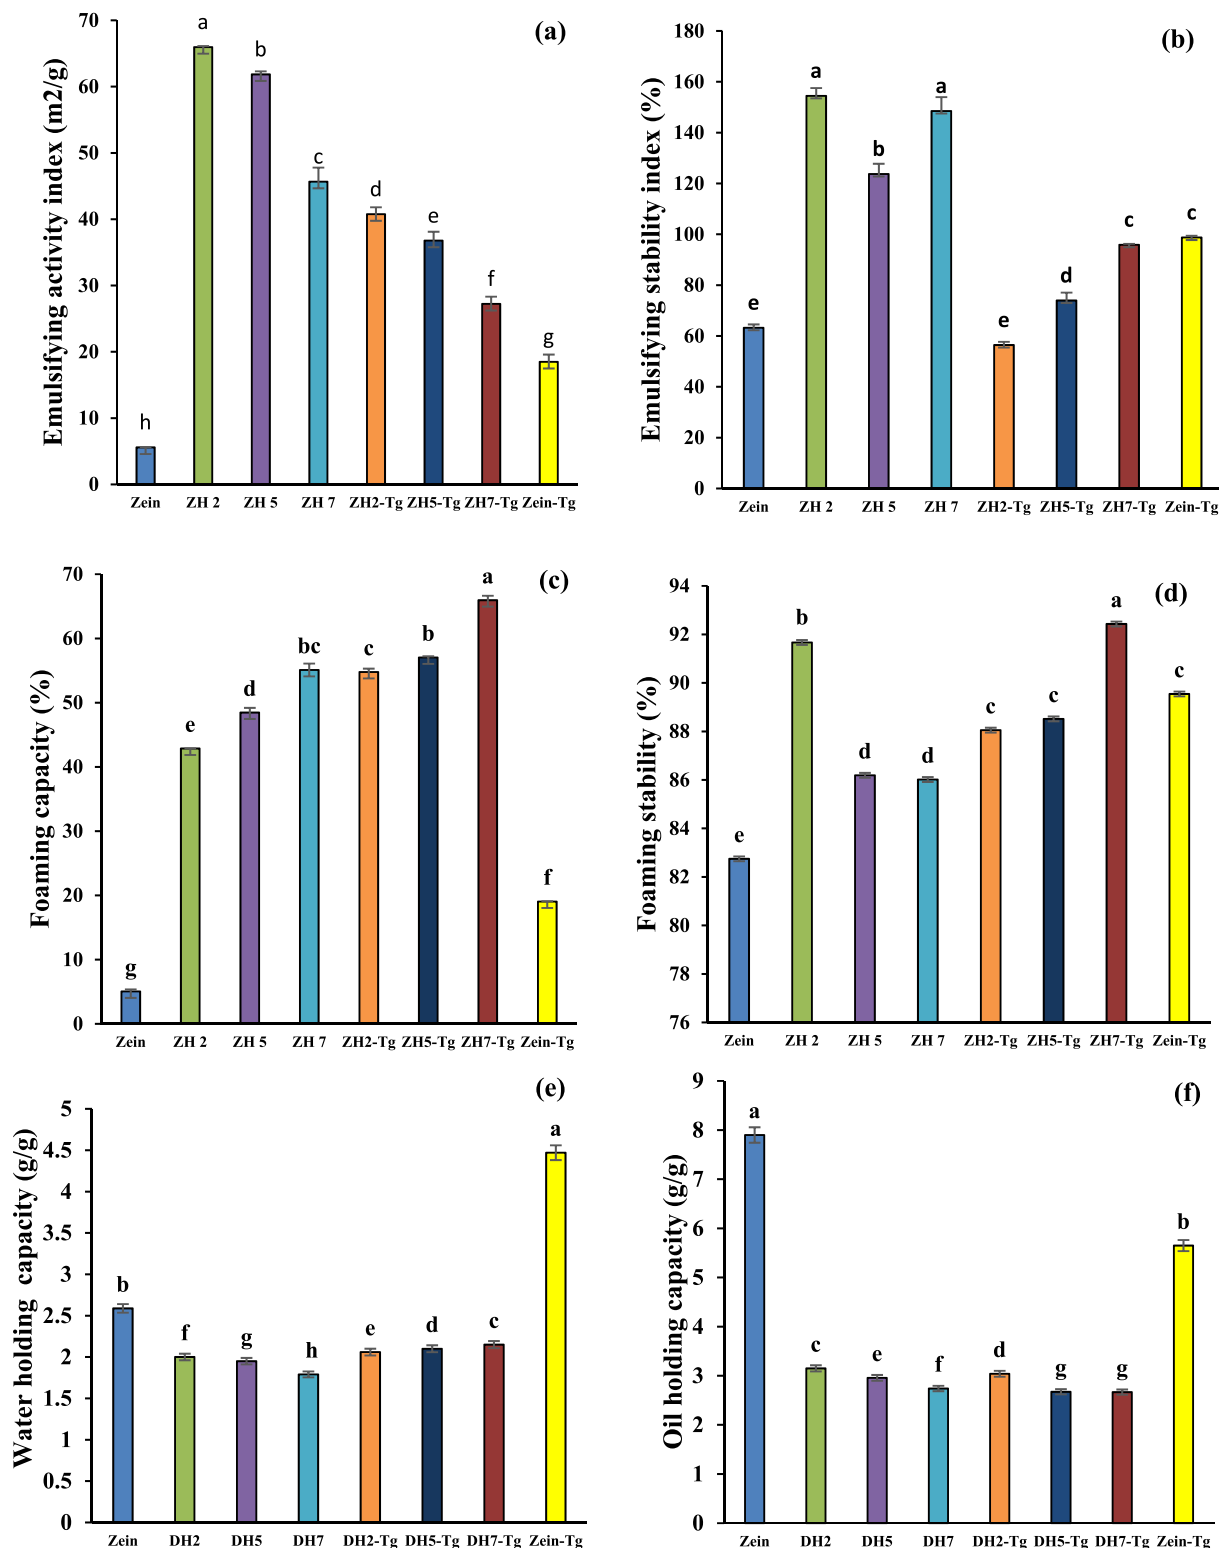 (a)
Emulsifying activity index (m2/g)
70
60
50
40
30
20
10
0
h
a
b
c
d
e
f
g
Zein ZH 2 ZH 5 ZH 7 ZH2-Tg ZH5-Tg ZH7-Tg Zein-Tg
(b)
Emulsifying stability index (%)
180
160
140
120
100
80
60
40
20
0
e
a
b
a
e
d
c
c
Zein ZH 2 ZH 5 ZH 7 ZH2-Tg ZH5-Tg ZH7-Tg Zein-Tg
(c)
Foaming capacity (%)
70
60
50
40
30
20
10
0
g
e
d
bc
c
b
a
f
Zein ZH 2 ZH 5 ZH 7 ZH2-Tg ZH5-Tg ZH7-Tg Zein-Tg
(d)
Foaming stability (%)
94
92
90
88
86
84
82
80
78
76
e
b
d
d
c
c
a
c
Zein ZH 2 ZH 5 ZH 7 ZH2-Tg ZH5-Tg ZH7-Tg Zein-Tg
(e)
Water holding capacity (g/g)
5
4.5
4
3.5
3
2.5
2
1.5
1
0.5
0
b
f
g
h
e
d
c
a
Zein DH2 DH5 DH7 DH2-Tg DH5-Tg DH7-Tg Zein-Tg
(f)
Oil holding capacity (g/g)
9
8
7
6
5
4
3
2
1
0
a
c
e
f
d
g
g
b
Zein DH2 DH5 DH7 DH2-Tg DH5-Tg DH7-Tg Zein-Tg